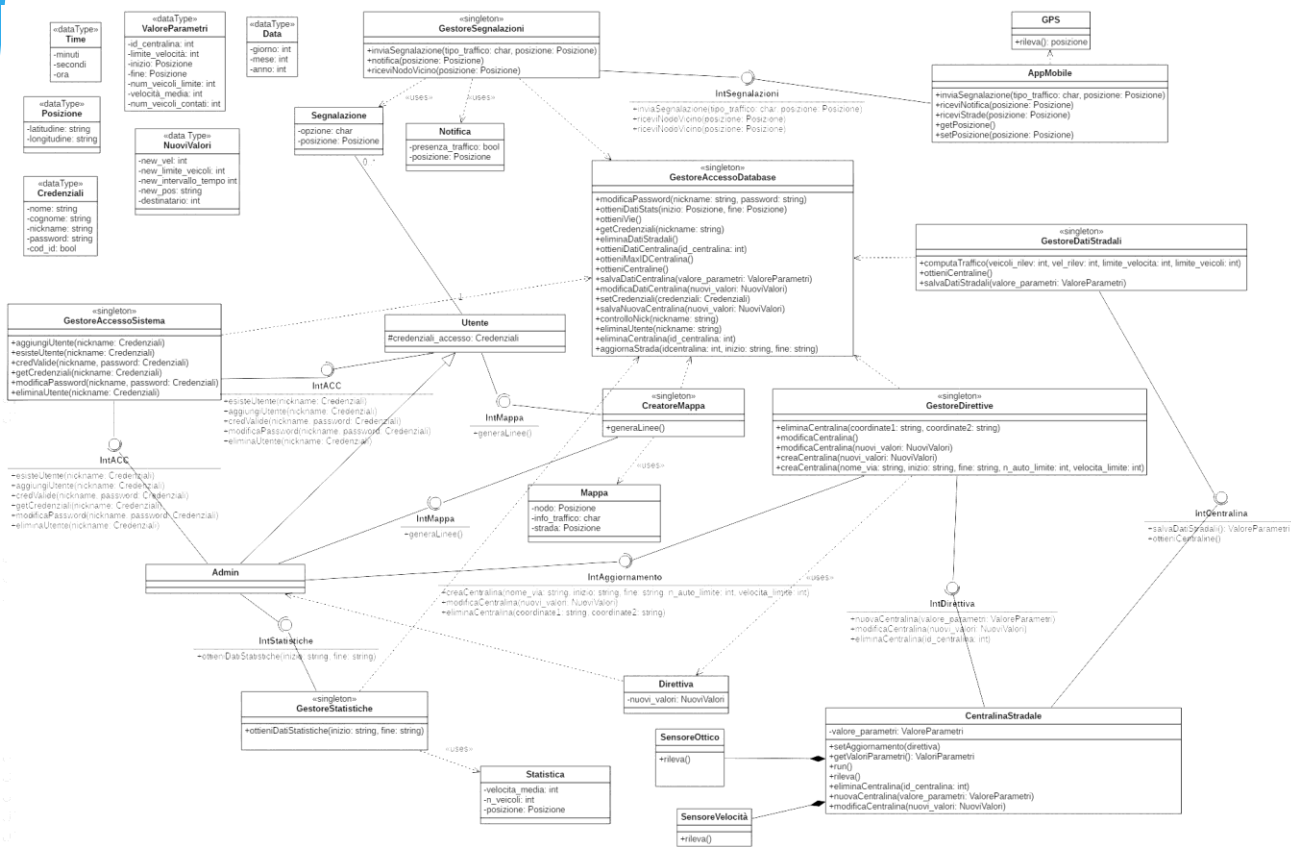 «dataType»
Time
-minuti
-secondi
-ora
«dataType»
ValoreParametri
-id_centralina: int
-limite_velocità: int
-inizio: Posizione
-fine: Posizione
-num_veicoli_limite: int
-velocità_media: int
-num_veicoli_contati: int
«dataType»
Data
-giorno: int
-mese: int
-anno: int
«dataType»
Posizione
-latitudine: string
-longitudine: string
«data Type»
NuoviValori
-new_vel: int
-new_limite_veicoli: int
-new_intervallo_tempo int
-new_pos: string
-destinatario: int
«dataType»
Credenziali
-nome: string
-cognome: string
-nickname: string
-password: string
-cod_id: bool
«singleton»
GestoreSegnalazioni
+inviaSegnalazione(tipo_traffico: char, posizione: Posizione)
+notifica(posizione: Posizione)
+riceviNodoVicino(posizione: Posizione)
«uses»
«uses»
Segnalazione
-opzione: char
-posizione: Posizione
0..*
Notifica
-presenza_traffico: bool
-posizione: Posizione
IntSegnalazioni
+inviaSegnalazione(tipo_traffico: char, posizione: Posizione)
+riceviNodoVicino(posizione: Posizione)
+riceviNodoVicino(posizione: Posizione)
GPS
+rileva(): posizione
AppMobile
+inviaSegnalazione(tipo_traffico: char, posizione: Posizione)
+riceviNotifica(posizione: Posizione)
+riceviStrade(posizione: Posizione)
+getPosizione()
+setPosizione(posizione: Posizione)
«singleton»
GestoreAccessoDatabase
+modificaPassword(nickname: string, password: string)
+ottieniDatiStats(inizio: Posizione, fine: Posizione)
+ottieniVie()
+getCredenziali(nickname: string)
+eliminaDatiStradali()
+ottieniDatiCentralina(id_centralina: int)
+ottieniMaxIDCentralina()
+ottieniCentraline()
+salvaDatiCentralina(valore_parametri: ValoreParametri)
+modificaDatiCentralina(nuovi_valori: NuoviValori)
+setCredenziali(credenziali: Credenziali)
+salvaNuovaCentralina(nuovi_valori: NuoviValori)
+controlloNick(nickname: string)
+eliminaUtente(nickname: string)
+eliminaCentralina(id_centralina: int)
+aggiornaStrada(idcentralina: int, inizio: string, fine: string)
«singleton»
GestoreDatiStradali
+computaTraffico(veicoli_rilev: int, vel_rilev: int, limite_velocita: int, limite_veicoli: int)
+ottieniCentraline()
+salvaDatiStradali(valore_parametri: ValoreParametri)
«singleton»
GestoreAccessoSistema
+aggiungiUtente(nickname: Credenziali)
+esisteUtente(nickname: Credenziali)
+credValide(nickname, password: Credenziali)
+getCredenziali(nickname: Credenziali)
+modificaPassword(nickname, password: Credenziali)
+eliminaUtente(nickname: Credenziali)
Utente
#credenziali_accesso: Credenziali
IntACC
+esisteUtente(nickname: Credenziali)
+aggiungiUtente(nickname: Credenziali)
+credValide(nickname, password: Credenziali)
+modificaPassword(nickname, password: Credenziali)
+eliminaUtente(nickname: Credenziali)
IntMappa
+generaLinee()
«singleton»
CreatoreMappa
+generaLinee()
«singleton»
GestoreDirettive
+eliminaCentralina(coordinate1: string, coordinate2: string)
+modificaCentralina()
+modificaCentralina(nuovi_valori: NuoviValori)
+creaCentralina(nuovi_valori: NuoviValori)
+creaCentralina(nome_via: string, inizio: string, fine: string, n_auto_limite: int, velocita_limite: int)
IntACC
+esisteUtente(nickname: Credenziali)
+aggiungiUtente(nickname: Credenziali)
+credValide(nickname, password: Credenziali)
+getCredenziali(nickname: Credenziali)
+modificaPassword(nickname, password: Credenziali)
+eliminaUtente(nickname: Credenziali)
«uses»
Mappa
-nodo: Posizione
-info_traffico: char
-strada: Posizione
IntMappa
+generaLinee()
IntCentralina
+salvaDatiStradali(): ValoreParametri
+ottieniCentraline()
Admin
IntAggiornamento
+creaCentralina(nome_via: string, inizio: string, fine: string, n_auto_limite: int, velocita_limite: int)
+modificaCentralina(nuovi_valori: NuoviValori)
+eliminaCentralina(coordinate1: string, coordinate2: string)
«uses»
IntDirettiva
+nuovaCentralina(valore_parametri: ValoreParametri)
+modificaCentralina(nuovi_valori: NuoviValori)
+eliminaCentralina(id_centralina: int)
IntStatistiche
+ottieniDatiStatistiche(inizio: string, fine: string)
Direttiva
-nuovi_valori: NuoviValori
«singleton»
GestoreStatistiche
+ottieniDatiStatistiche(inizio: string, fine: string)
«uses»
Statistica
-velocita_media: int
-n_veicoli: int
-posizione: Posizione
SensoreOttico
+rileva()
SensoreVelocità
+rileva()
CentralinaStradale
-valore_parametri: ValoreParametri
+setAggiornamento(direttiva)
+getValoriParametri(): ValoriParametri
+run()
+rileva()
+eliminaCentralina(id_centralina: int)
+nuovaCentralina(valore_parametri: ValoreParametri)
+modificaCentralina(nuovi_valori: NuoviValori)